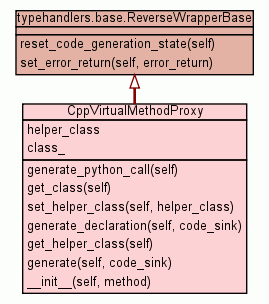 typehandlers.base.ReverseWrapperBase
reset_code_generation_state(self)
set_error_return(self, error_return)
CppVirtualMethodProxy
helper_class
class_
generate_python_call(self)
get_class(self)
set_helper_class(self, helper_class)
generate_declaration(self, code_sink)
get_helper_class(self)
generate(self, code_sink)
__init__(self, method)